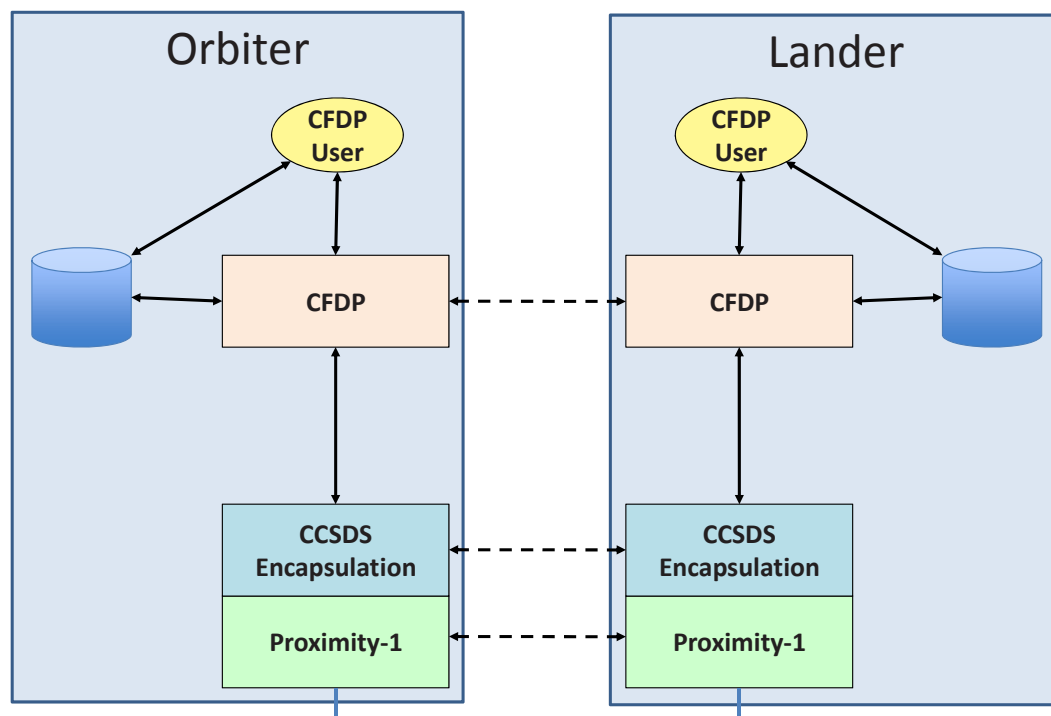 Orbiter
CFDP
User
CFDP
CCSDS
Encapsulation
Proximity-1
Lander
CFDP
User
CFDP
CCSDS
Encapsulation
Proximity-1